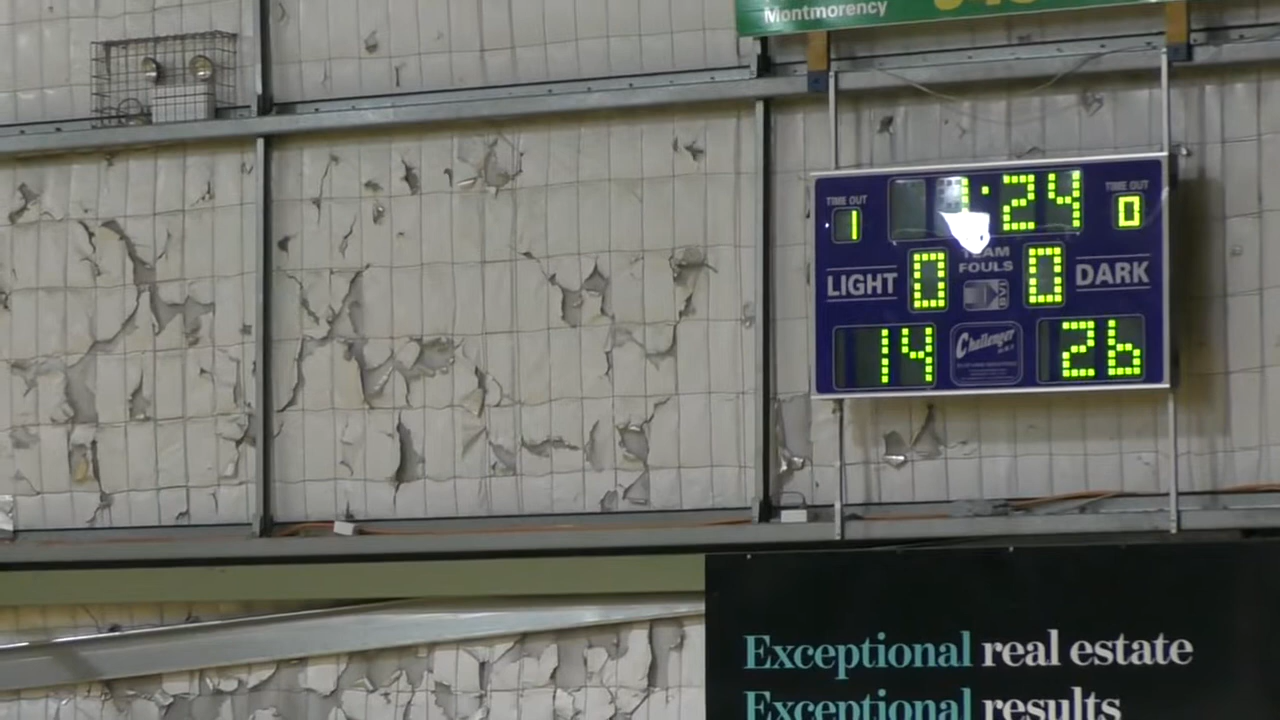 Montmorency
TIME OUT
1
:24
TIME OUT
0
LIGHT
0
TEAM
FOULS
0
DARK
14
Challenger
26
Exceptional real estate
Exceptional results